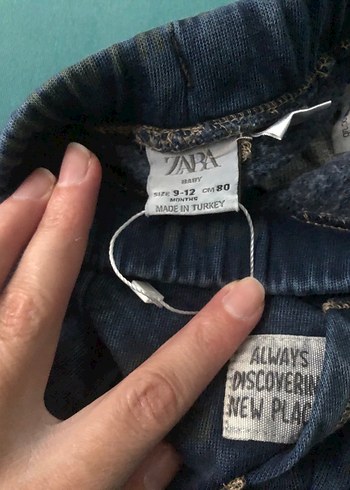 ZARA
BABY
SIZE 9-12 CM 80
MONTHS
MADE IN TURKEY
ALWAYS
DISCOVERIN
NEW PLAC